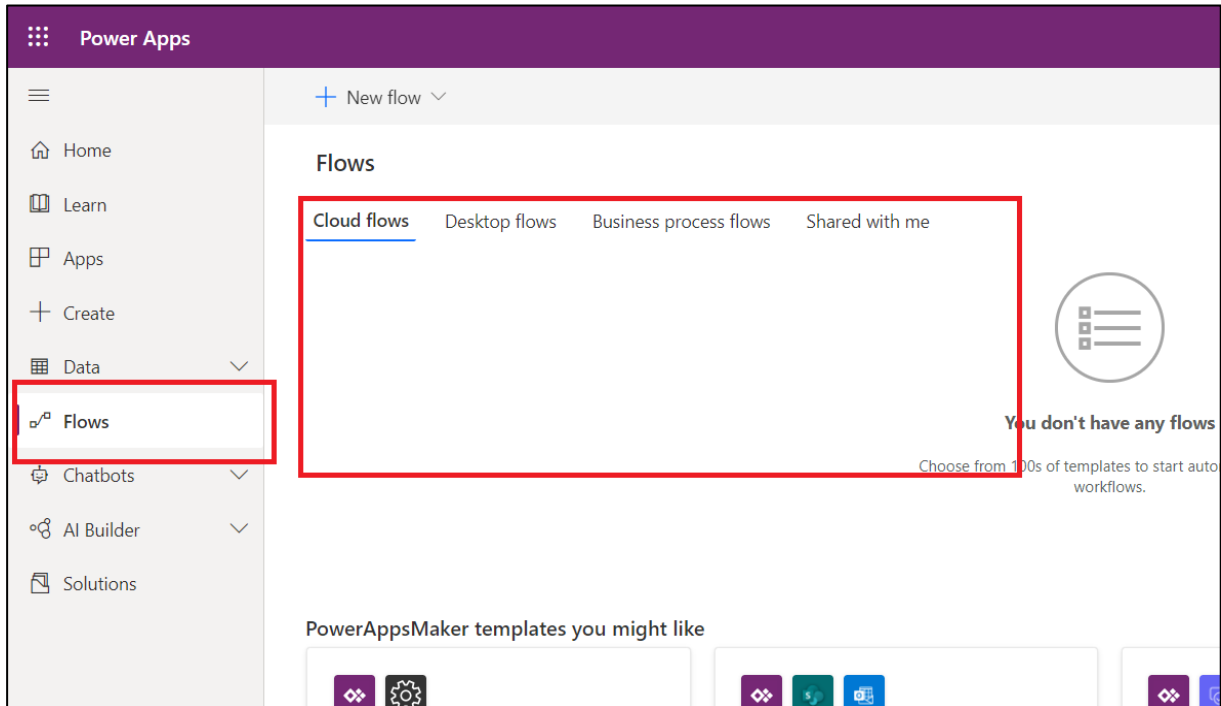 Power Apps
New flow
Home
Learn
Apps
Create
Data
Flows
Chatbots
AI Builder
Solutions
Flows
Cloud flows Desktop flows Business process flows Shared with me
You don't have any flows
Choose from 100s of templates to start auto
workflows.
PowerAppsMaker templates you might like